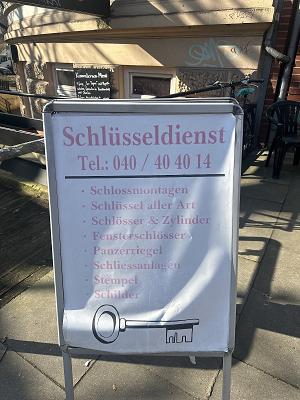 Schlüsseldienst
Tel.: 040 / 40 40 14
· Schlossmontagen
· Schlüssel aller Art
· Schlösser & Zylinder
· Fensterschlösser
· Panzerriegel
· Schliessanlagen
· Stempel
· Schilder